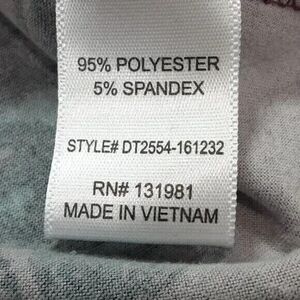 95% POLYESTER
5% SPANDEX
STYLE# DT2554-161232
RN# 131981
MADE IN VIETNAM